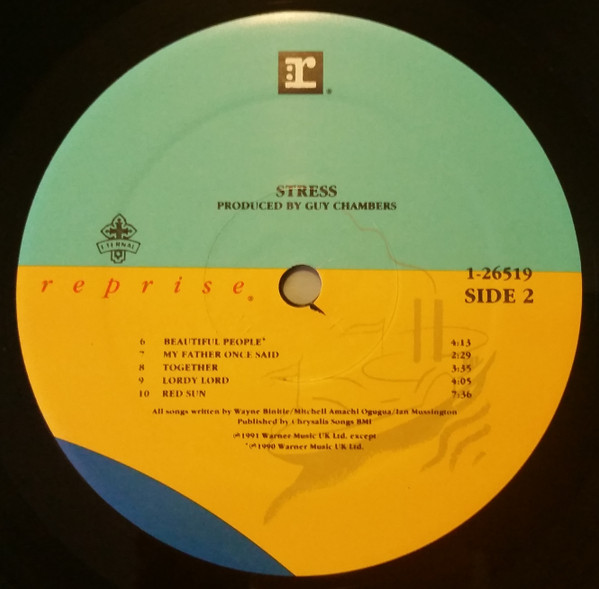 :r
STRESS
PRODUCED BY GUY CHAMBERS
ETERNAL
reprise
1-26519
SIDE 2
6 BEAUTIFUL PEOPLE* 4:13
7 MY FATHER ONCE SAID 2:29
8 TOGETHER 3:35
9 LORDY LORD 4:05
10 RED SUN 7:36
All songs written by Wayne Binitie/Mitchell Amachi Ogugua/Ian Mussington
Published by Chrysalis Songs BMI
℗1991 Warner Music UK Ltd. except
*℗1990 Warner Music UK Ltd.